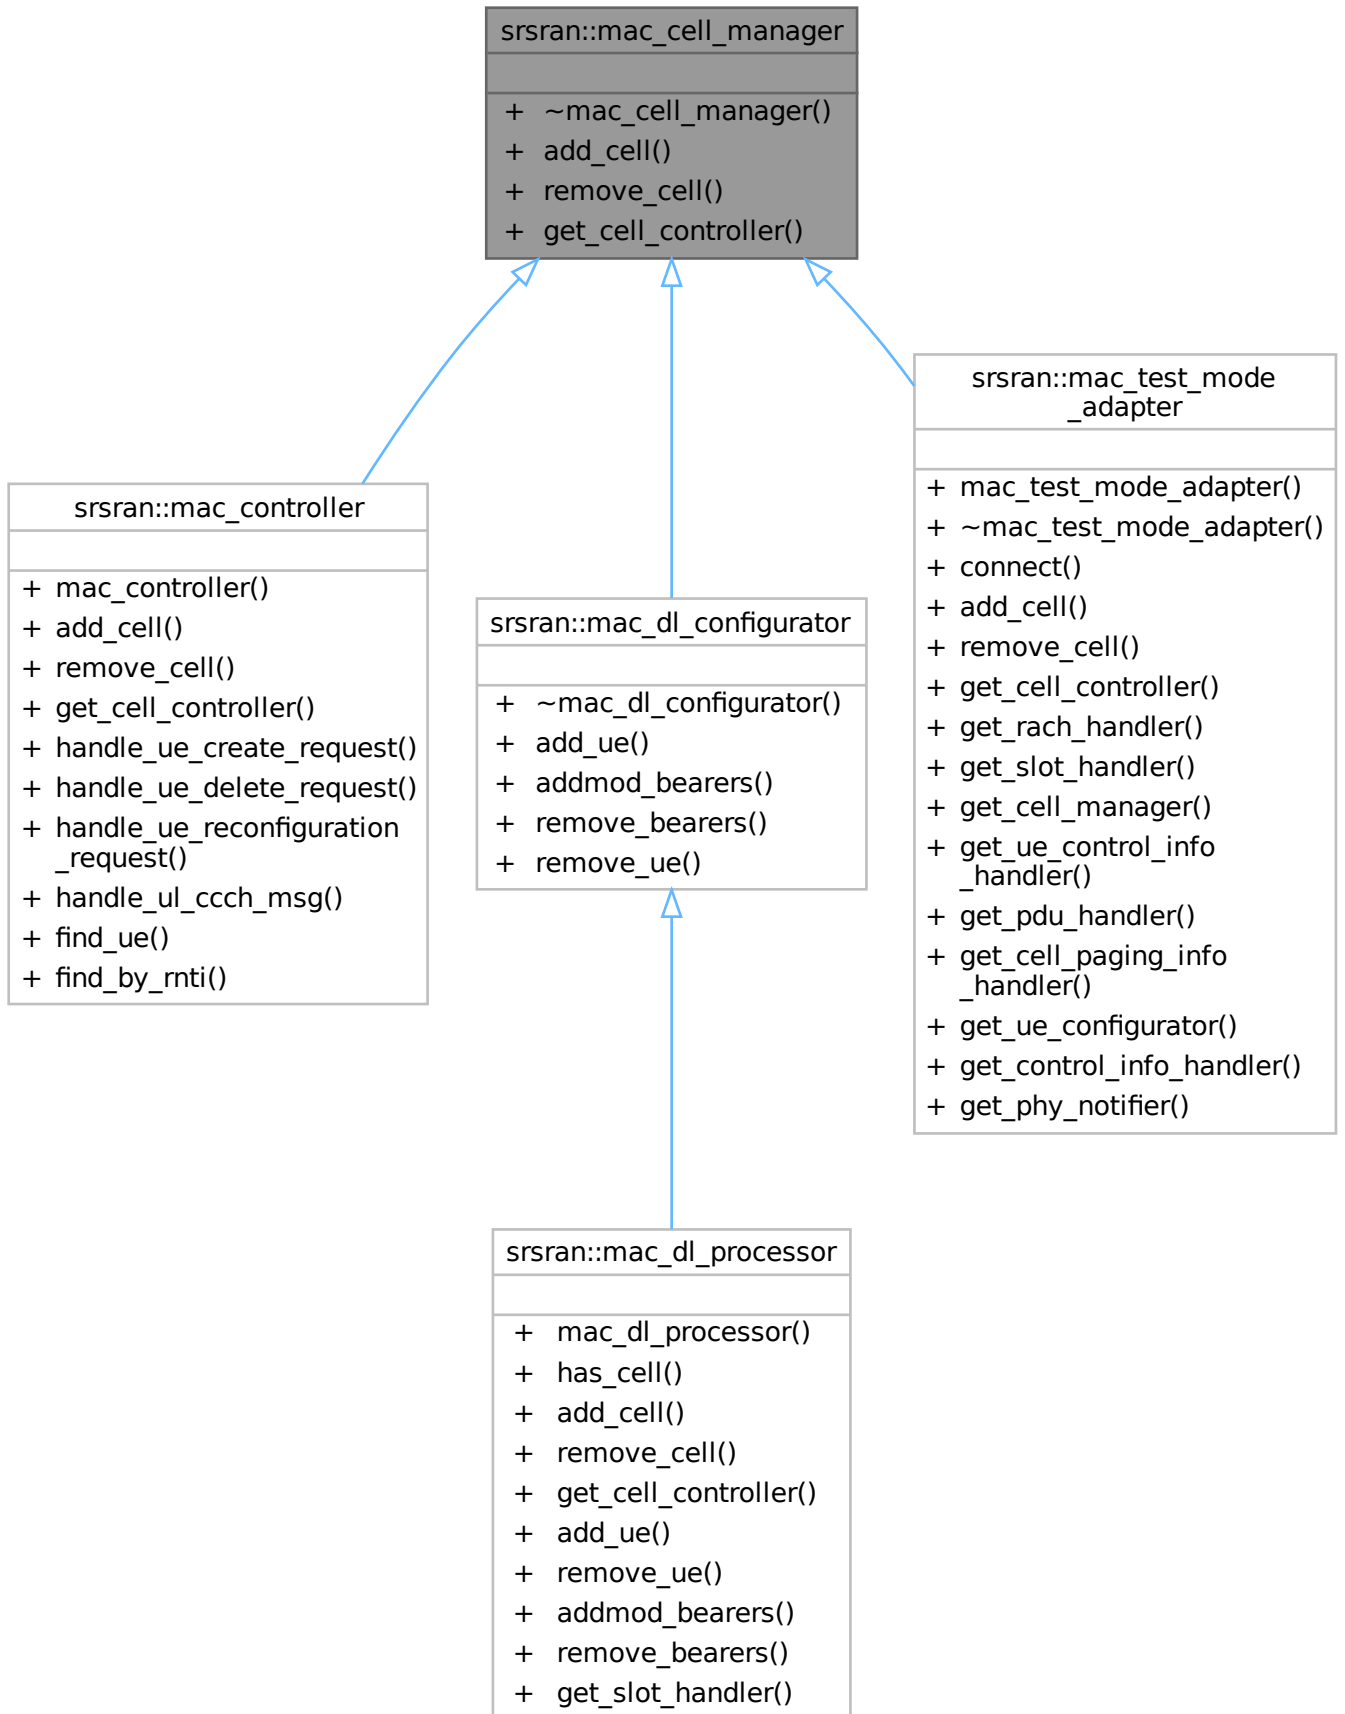 srsran::mac_cell_manager
+ ~mac_cell_manager()
+ add_cell()
+ remove_cell()
+ get_cell_controller()
srsran::mac_controller
+ mac_controller()
+ add_cell()
+ remove_cell()
+ get_cell_controller()
+ handle_ue_create_request()
+ handle_ue_delete_request()
+ handle_ue_reconfiguration
_request()
+ handle_ul_ccch_msg()
+ find_ue()
+ find_by_rnti()
srsran::mac_dl_configurator
+ ~mac_dl_configurator()
+ add_ue()
+ addmod_bearers()
+ remove_bearers()
+ remove_ue()
srsran::mac_test_mode
_adapter
+ mac_test_mode_adapter()
+ ~mac_test_mode_adapter()
+ connect()
+ add_cell()
+ remove_cell()
+ get_cell_controller()
+ get_rach_handler()
+ get_slot_handler()
+ get_cell_manager()
+ get_ue_control_info
_handler()
+ get_pdu_handler()
+ get_cell_paging_info
_handler()
+ get_ue_configurator()
+ get_control_info_handler()
+ get_phy_notifier()
srsran::mac_dl_processor
+ mac_dl_processor()
+ has_cell()
+ add_cell()
+ remove_cell()
+ get_cell_controller()
+ add_ue()
+ remove_ue()
+ addmod_bearers()
+ remove_bearers()
+ get_slot_handler()